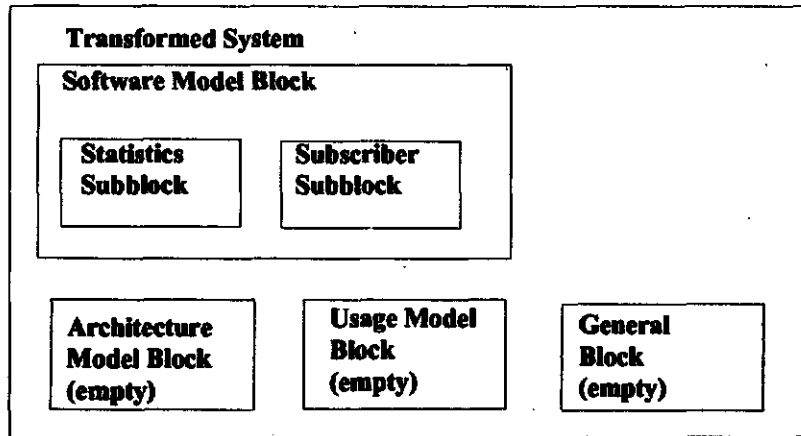 Transformed System
Software Model Block
Statistics
Subblock
Subscriber
Subblock
Architecture
Model Block
(empty)
Usage Model
Block
(empty)
General
Block
(empty)